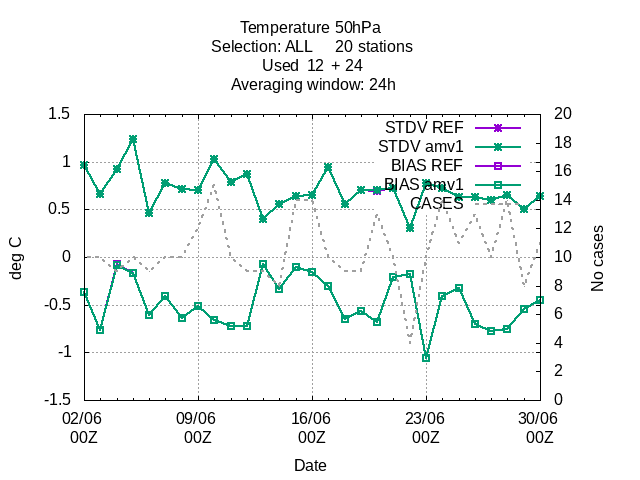 Temperature 50hPa
Selection: ALL     20 stations
Used  12 + 24
Averaging window: 24h
1.5
1
0.5
0
-0.5
-1
-1.5
deg C
STDV REF
STDV amv1
BIAS REF
BIAS amv1
CASES
20
18
16
14
12
10
8
6
4
2
0
No cases
02/06 09/06 16/06 23/06 30/06
00Z 00Z 00Z 00Z 00Z
Date